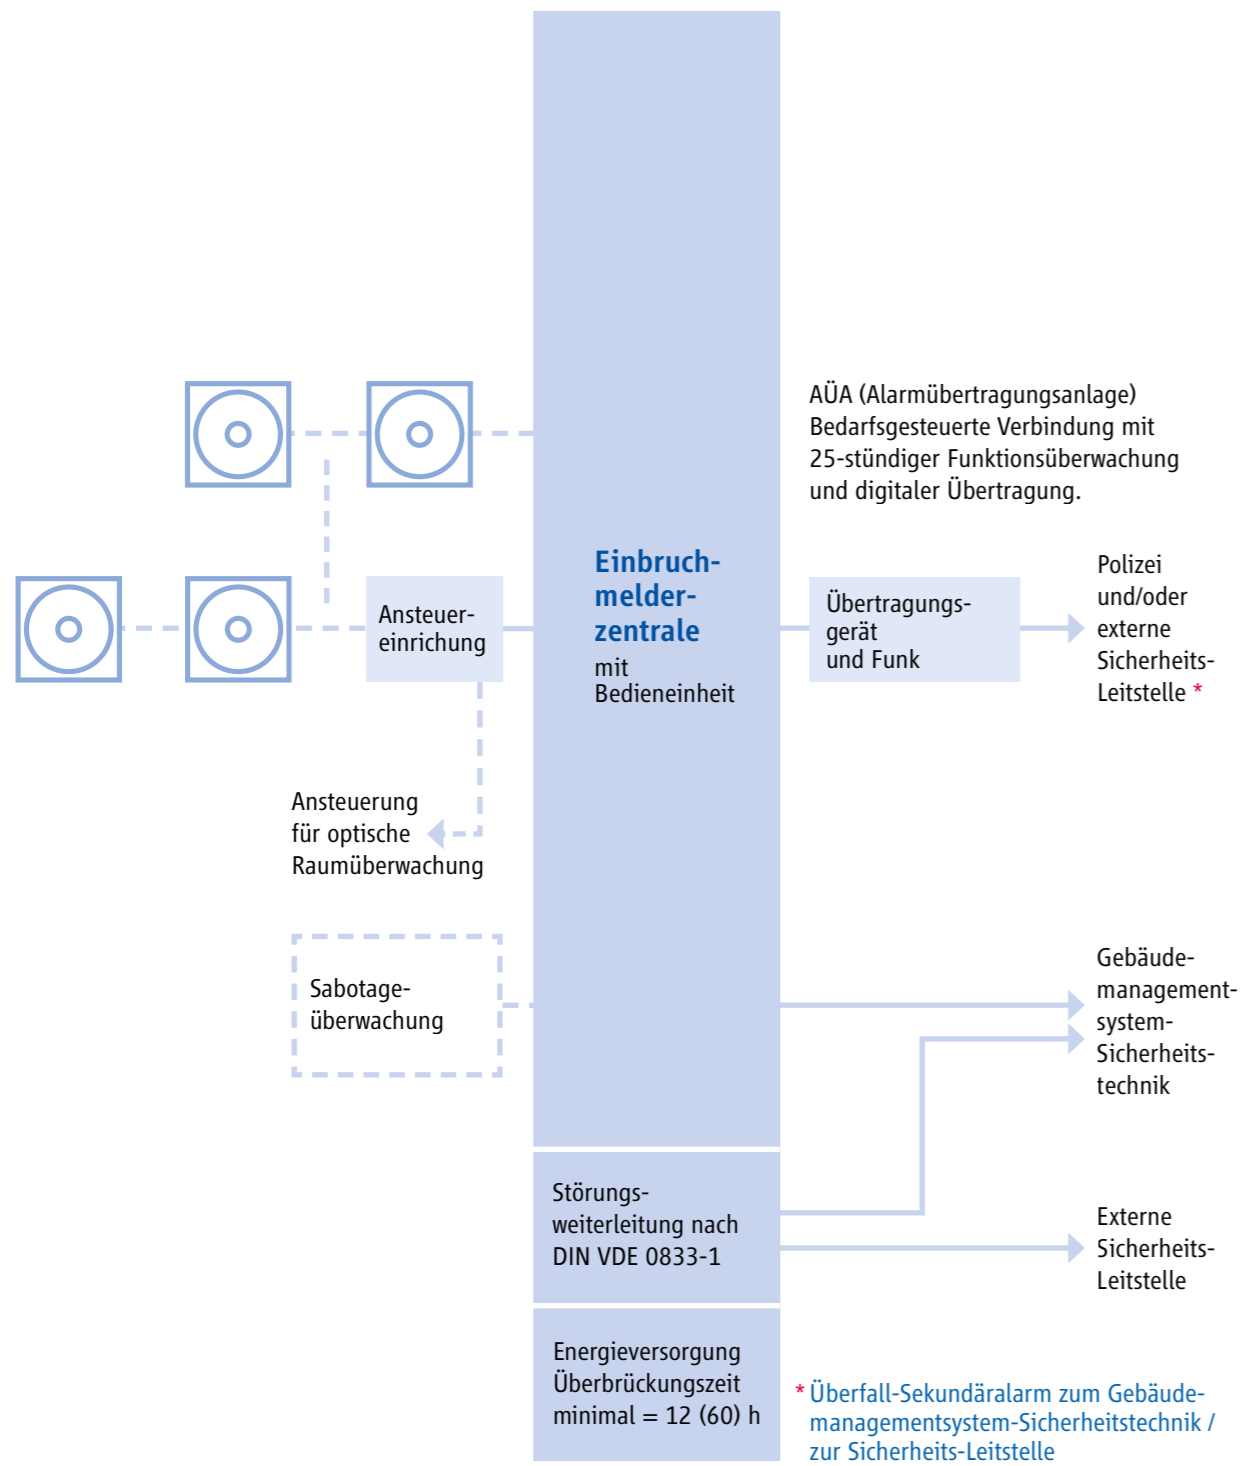 AÜA (Alarmübertragungsanlage)
Bedarfsgesteuerte Verbindung mit
25-stündiger Funktionsüberwachung
und digitaler Übertragung.
Ansteuer-
einrichung
Einbruch-
melder-
zentrale
mit
Bedieneinheit
Übertragungs-
gerät
und Funk
Polizei
und/oder
externe
Sicherheits-
Leitstelle *
Ansteuerung
für optische
Raumüberwachung
Sabotage-
überwachung
Gebäude-
management-
system-
Sicherheits-
technik
Störungs-
weiterleitung nach
DIN VDE 0833-1
Externe
Sicherheits-
Leitstelle
Energieversorgung
Überbrückungszeit
minimal = 12 (60) h
* Überfall-Sekundäralarm zum Gebäude-
managementsystem-Sicherheitstechnik /
zur Sicherheits-Leitstelle